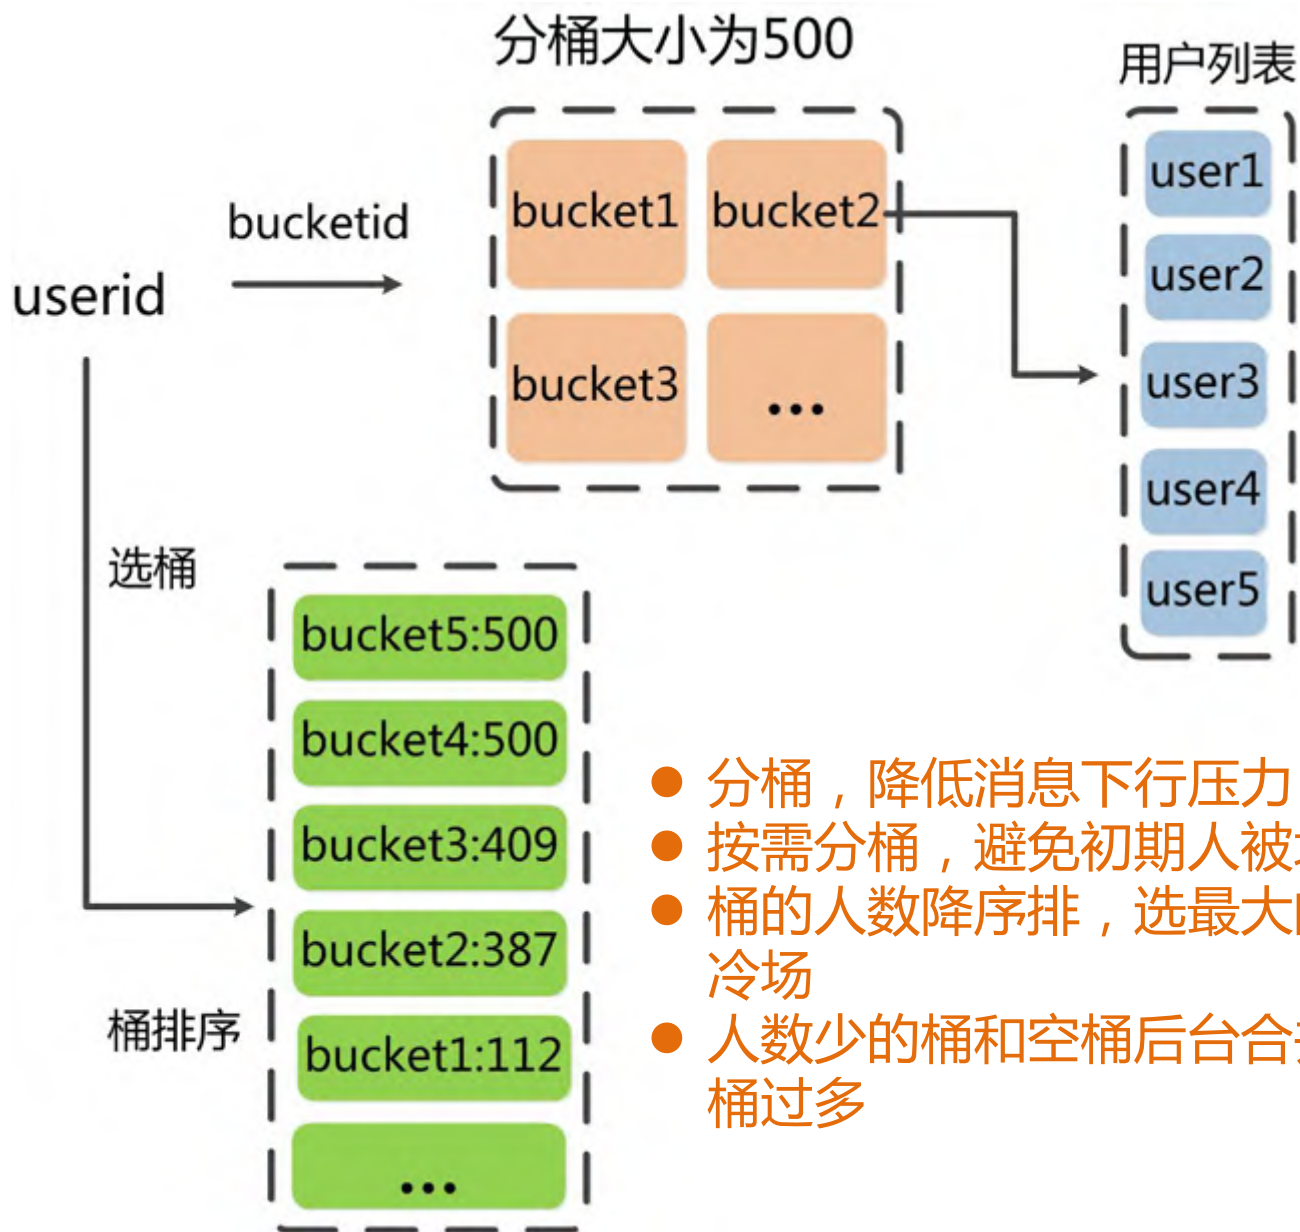 分桶大小为500
用户列表
bucketid
userid
bucket1
bucket2
bucket3
...
user1
user2
user3
user4
user5
选桶
桶排序
bucket5:500
bucket4:500
bucket3:409
bucket2:387
bucket1:112
...
● 分桶，降低消息下行压力
● 按需分桶，避免初期人被
● 桶的人数降序排，选最大
冷场
● 人数少的桶和空桶后台合
桶过多